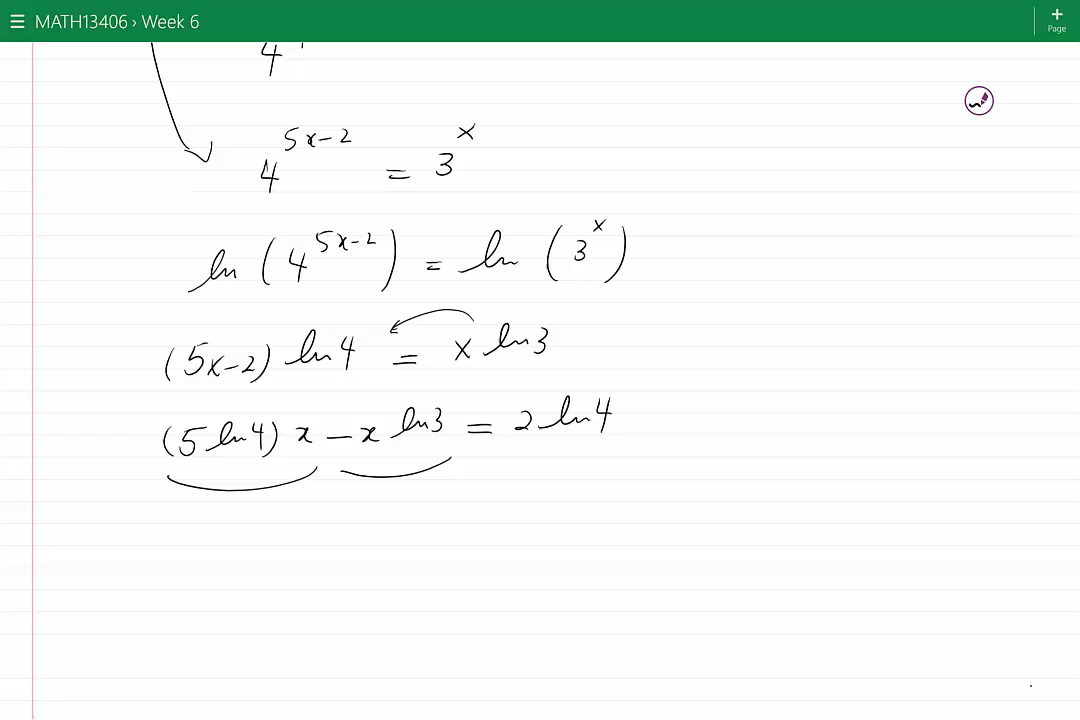 ☰ MATH13406 › Week 6
+
Page
4
4^{5x-2} = 3^x
ln(4^{5x-2}) = ln(3^x)
(5x-2) ln4 = x ln3
(5 ln4) x - x ln3 = 2 ln4